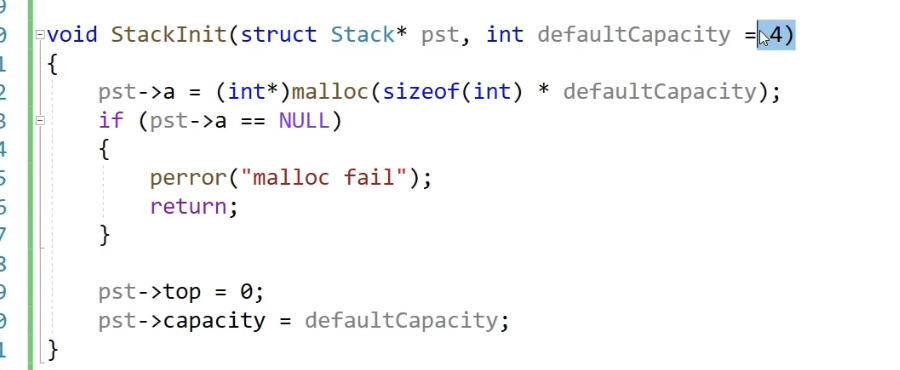 9
0 void StackInit(struct Stack* pst, int defaultCapacity = 4)
1 {
2 pst->a = (int*)malloc(sizeof(int) * defaultCapacity);
3 if (pst->a == NULL)
4 {
5 perror("malloc fail");
6 return;
7 }
8
9 pst->top = 0;
0 pst->capacity = defaultCapacity;
1 }